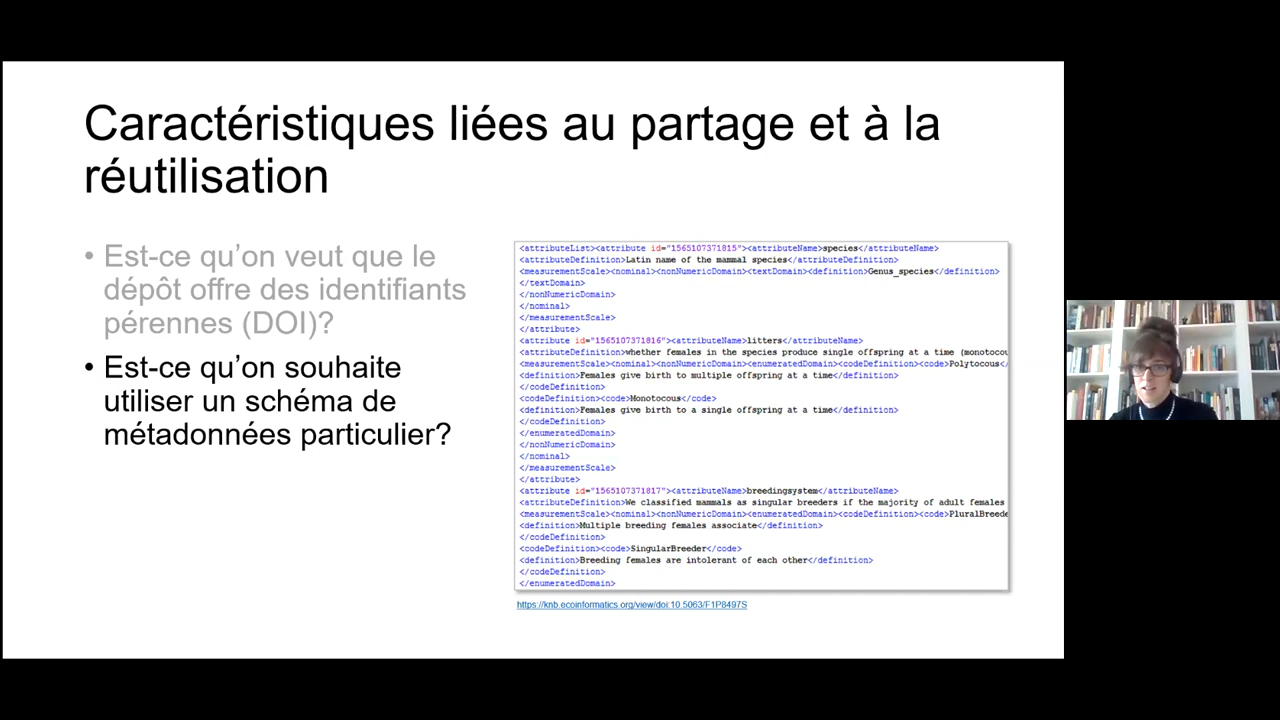 Caractéristiques liées au partage et à la
réutilisation
• Est-ce qu’on veut que le
dépôt offre des identifiants
pérennes (DOI)?
• Est-ce qu’on souhaite
utiliser un schéma de
métadonnées particulier?
<attributeList><attribute id="1565107371815"><attributeName>species</attributeName>
<attributeDefinition>Latin name of the mammal species</attributeDefinition>
<measurementScale><nominal><nonNumericDomain><textDomain><definition>Genus_species</definition>
</textDomain>
</nonNumericDomain>
</nominal>
</measurementScale>
</attribute>
<attribute id="1565107371816"><attributeName>litters</attributeName>
<attributeDefinition>whether females in the species produce single offspring at a time (monotocou
<measurementScale><nominal><nonNumericDomain><enumeratedDomain><codeDefinition><code>Polytocous</
<definition>Females give birth to multiple offspring at a time</definition>
</codeDefinition>
<codeDefinition><code>Monotocous</code>
<definition>Females give birth to a single offspring at a time</definition>
</codeDefinition>
</enumeratedDomain>
</nonNumericDomain>
</nominal>
</measurementScale>
</attribute>
<attribute id="1565107371817"><attributeName>breedingsystem</attributeName>
<attributeDefinition>We classified mammals as singular breeders if the majority of adult females
<measurementScale><nominal><nonNumericDomain><enumeratedDomain><codeDefinition><code>PluralBreede
<definition>Multiple breeding females associate</definition>
</codeDefinition>
<codeDefinition><code>SingularBreeder</code>
<definition>Breeding females are intolerant of each other</definition>
</codeDefinition>
</enumeratedDomain>
https://knb.ecoinformatics.org/view/doi:10.5063/F1P8497S